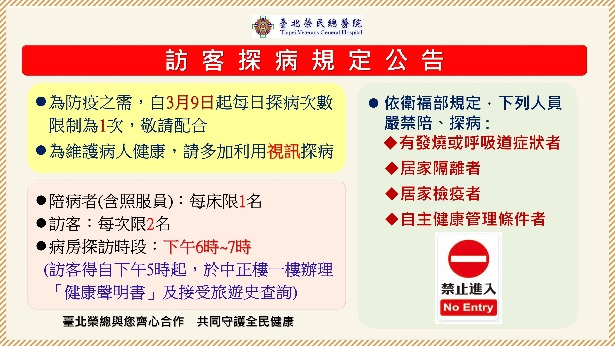 臺北榮民總醫院
Taipei Veterans General Hospital
訪客探病規定公告
●為防疫之需，自3月9日起每日探病次數
限制為1次，敬請配合
●為維護病人健康，請多加利用視訊探病
●陪病者(含照服員)：每床限1名
●訪客：每次限2名
●病房探訪時段：下午6時~7時
(訪客得自下午5時起，於中正樓一樓辦理
「健康聲明書」及接受旅遊史查詢)
臺北榮總與您齊心合作　共同守護全民健康
●依衛福部規定，下列人員
嚴禁陪、探病：
◆有發燒或呼吸道症狀者
◆居家隔離者
◆居家檢疫者
◆自主健康管理條件者
禁止進入
No Entry